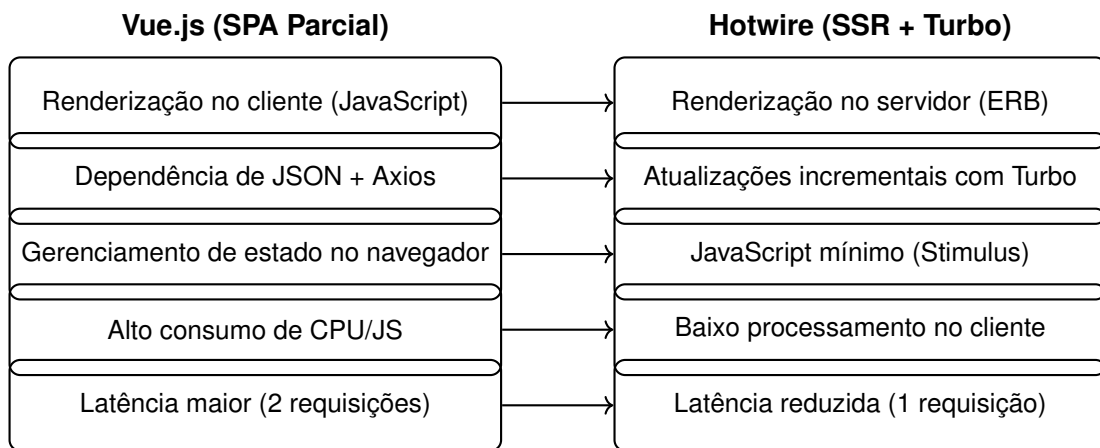 Vue.js (SPA Parcial)
Hotwire (SSR + Turbo)
Renderização no cliente (JavaScript)
Renderização no servidor (ERB)
Dependência de JSON + Axios
Atualizações incrementais com Turbo
Gerenciamento de estado no navegador
JavaScript mínimo (Stimulus)
Alto consumo de CPU/JS
Baixo processamento no cliente
Latência maior (2 requisições)
Latência reduzida (1 requisição)